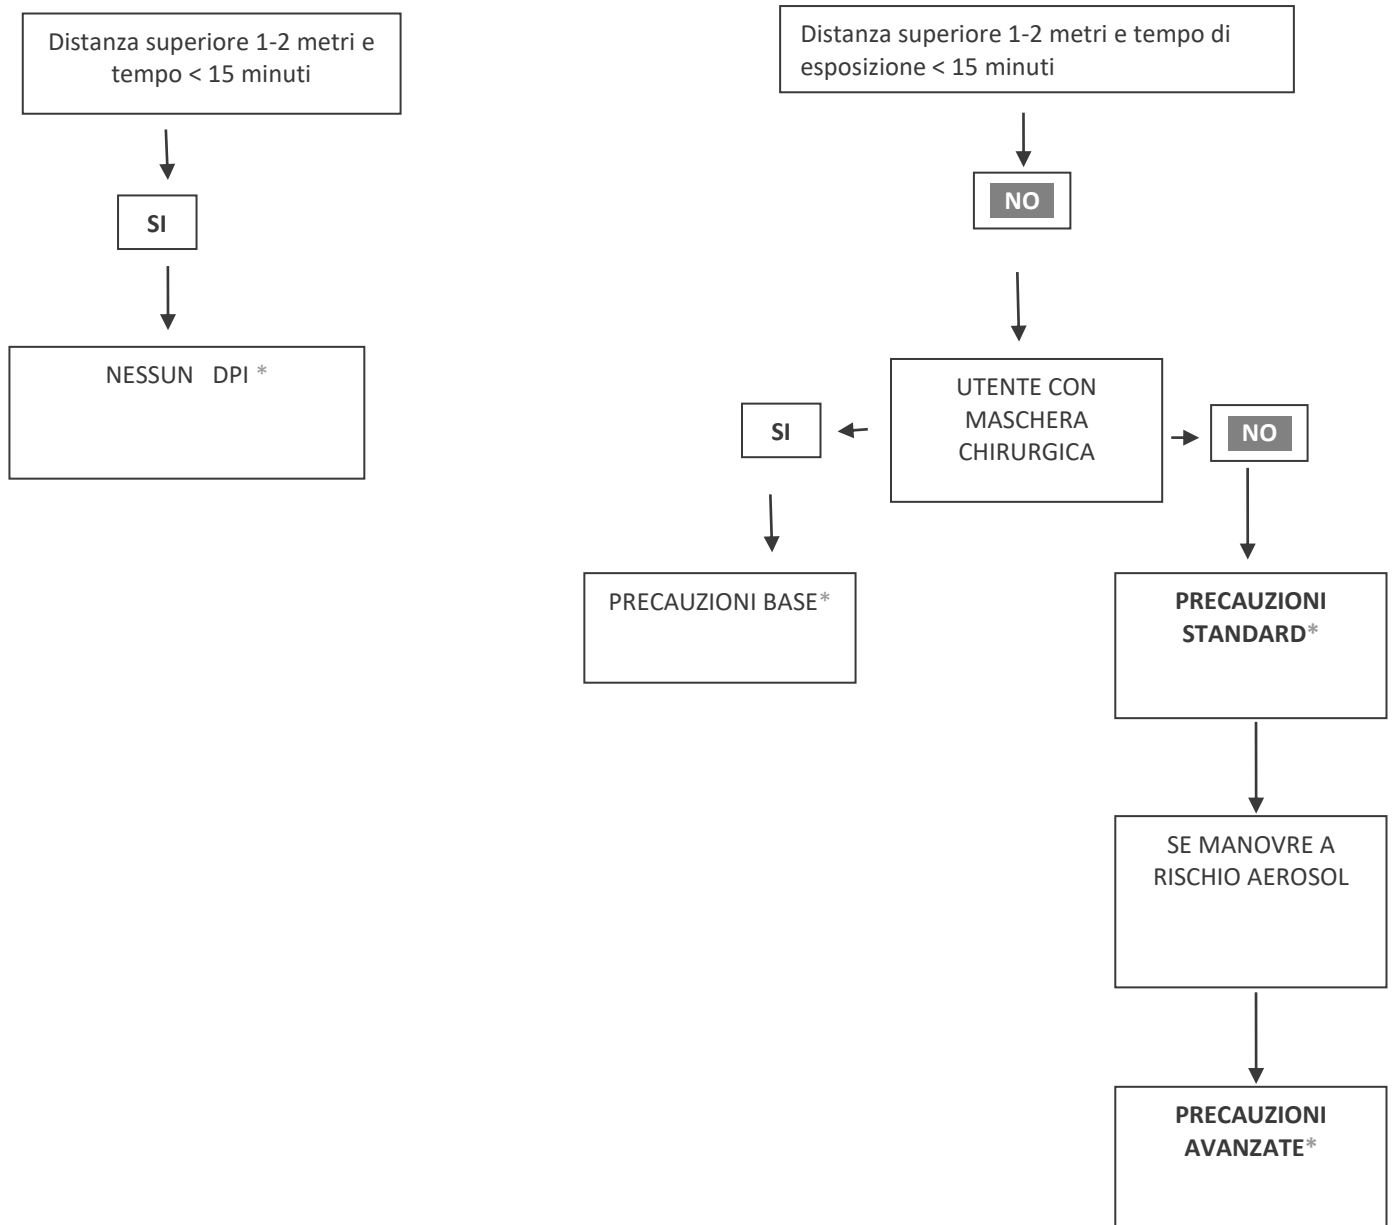 Distanza superiore 1-2 metri e
tempo < 15 minuti
SI
NESSUN DPI *
Distanza superiore 1-2 metri e tempo di
esposizione < 15 minuti
NO
UTENTE CON
MASCHERA
CHIRURGICA
SI
NO
PRECAUZIONI BASE*
PRECAUZIONI
STANDARD*
SE MANOVRE A
RISCHIO AEROSOL
PRECAUZIONI
AVANZATE*